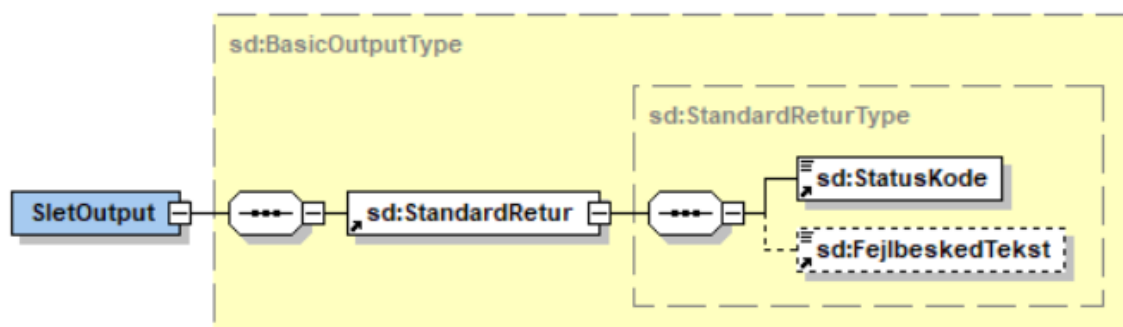 sd:BasicOutputType
sd:StandardReturType
SletOutput
sd:StandardRetur
sd:StatusKode
sd:FejlbeskedTekst